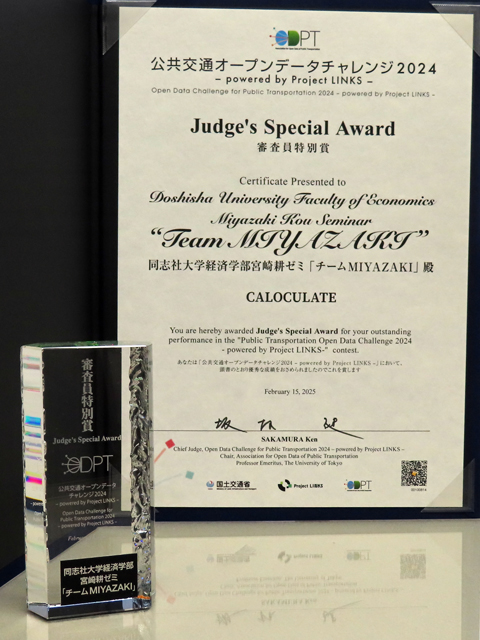 ODPT
公共交通オープンデータチャレンジ2024
– powered by Project LINKS –
Open Data Challenge for Public Transportation 2024 – powered by Project LINKS –
Judge's Special Award
審査員特別賞
Certificate Presented to
Doshisha University Faculty of Economics
Miyazaki Kou Seminar
“Team MIYAZAKI”
同志社大学経済学部宮崎耕ゼミ「チームMIYAZAKI」殿
CALOCULATE
You are hereby awarded Judge's Special Award for your outstanding
performance in the "Public Transportation Open Data Challenge 2024
- powered by Project LINKS-" contest.
あなたは「公共交通オープンデータチャレンジ2024 – powered by Project LINKS –」において、
頭書のとおり優秀な成績をおさめられましたのでこれを賞します
February 15, 2025
坂村 健
SAKAMURA Ken
Chief Judge, Open Data Challenge for Public Transportation 2024 – powered by Project LINKS –
Chair, Association for Open Data of Public Transportation
Professor Emeritus, The University of Tokyo
国土交通省
Project LINKS
ODPT
審査員特別賞
Judge's Special Award
ODPT
公共交通オープンデータ
チャレンジ2024
– powered by Project LINKS –
Open Data Challenge for
Public Transportation 2024
– powered by Project LINKS –
同志社大学経済学部
宮崎耕ゼミ
「チームMIYAZAKI」